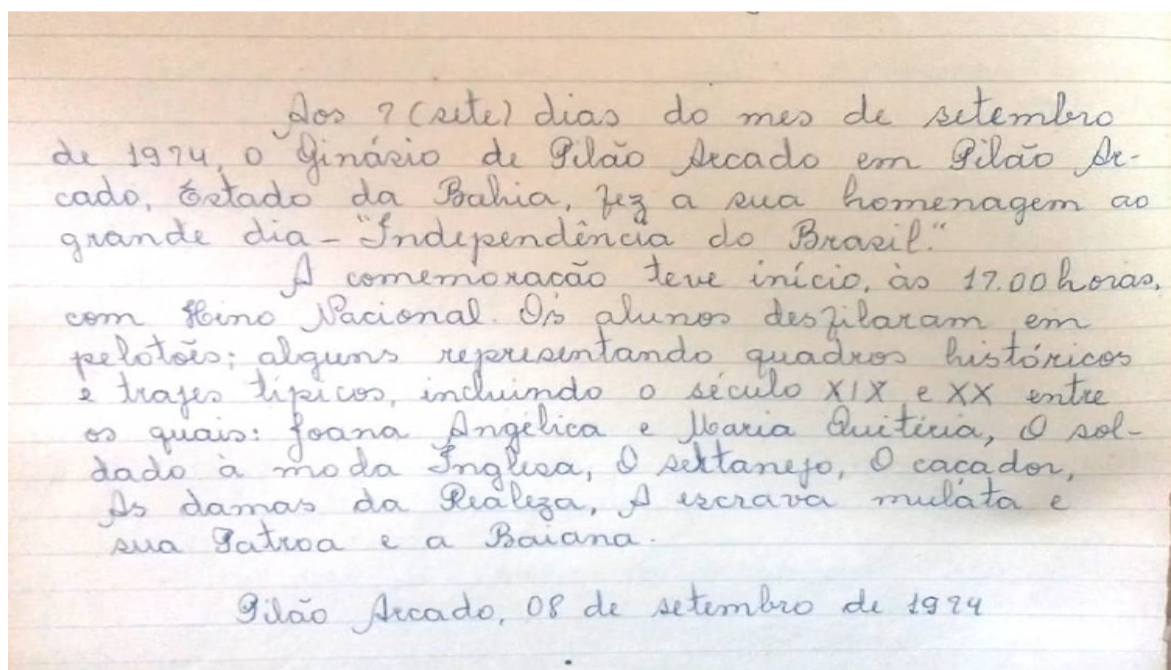 Aos 7 (sete) dias do mes de setembro
de 1974, o Ginásio de Pilão Arcado em Pilão Ar-
cado, Estado da Bahia, fez a sua homenagem ao
grande dia - "Independência do Brasil."
A comemoracão teve início, às 17.00 horas,
com Hino Nacional. Os alunos desfilaram em
pelotões; alguns representando quadros históricos
e trajes típicos, incluindo o século XIX e XX entre
os quais: Joana Angélica e Maria Quitéria, O sol-
dado à moda Inglesa, O sertanejo, O cacador,
As damas da Realeza, A escrava mulata e
sua Patroa e a Baiana.
Pilão Arcado, 08 de setembro de 1974